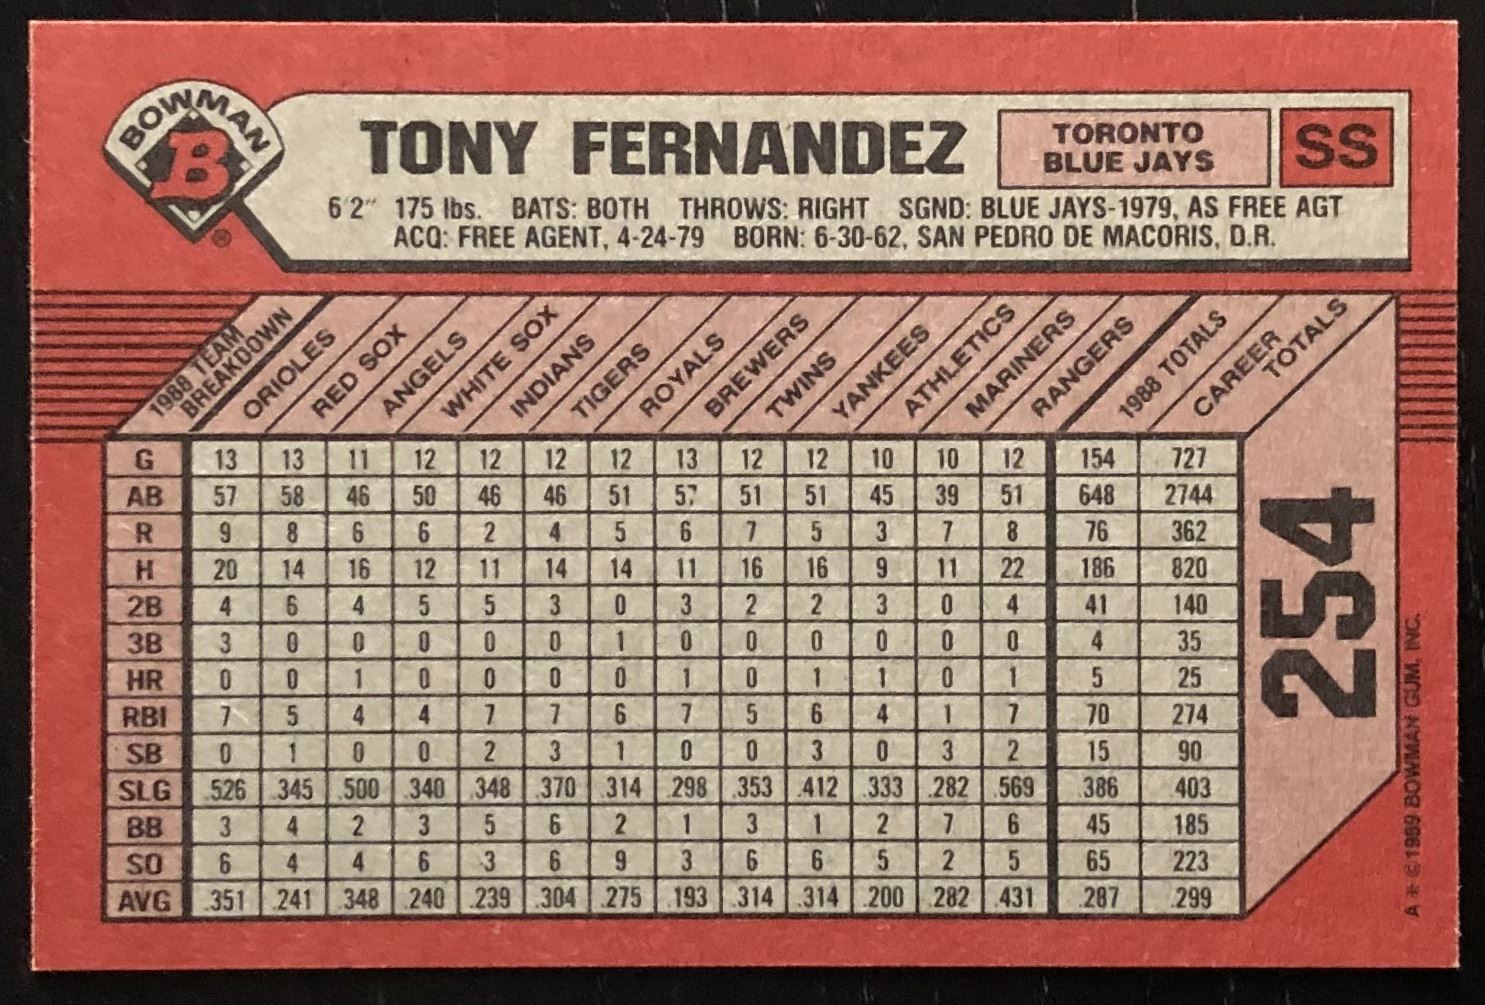 BOWMAN
B
®
TONY FERNANDEZ
TORONTO
BLUE JAYS
SS
6'2" 175 lbs. BATS: BOTH THROWS: RIGHT SGND: BLUE JAYS-1979, AS FREE AGT
ACQ: FREE AGENT, 4-24-79 BORN: 6-30-62, SAN PEDRO DE MACORIS, D.R.
1988 TEAM
BREAKDOWN
ORIOLES
RED SOX
ANGELS
WHITE SOX
INDIANS
TIGERS
ROYALS
BREWERS
TWINS
YANKEES
ATHLETICS
MARINERS
RANGERS
1988 TOTALS
CAREER
TOTALS
G 13 13 11 12 12 12 12 13 12 12 10 10 12 154 727
AB 57 58 46 50 46 46 51 57 51 51 45 39 51 648 2744
R 9 8 6 6 2 4 5 6 7 5 3 7 8 76 362
H 20 14 16 12 11 14 14 11 16 16 9 11 22 186 820
2B 4 6 4 5 5 3 0 3 2 2 3 0 4 41 140
3B 3 0 0 0 0 0 1 0 0 0 0 0 0 4 35
HR 0 0 1 0 0 0 0 1 0 1 1 0 1 5 25
RBI 7 5 4 4 7 7 6 7 5 6 4 1 7 70 274
SB 0 1 0 0 2 3 1 0 0 3 0 3 2 15 90
SLG .526 .345 .500 .340 .348 .370 .314 .298 .353 .412 .333 .282 .569 .386 .403
BB 3 4 2 3 5 6 2 1 3 1 2 7 6 45 185
SO 6 4 4 6 3 6 9 3 6 6 5 2 5 65 223
AVG .351 .241 .348 .240 .239 .304 .275 .193 .314 .314 .200 .282 .431 .287 .299
254
A*©1989 BOWMAN GUM, INC.